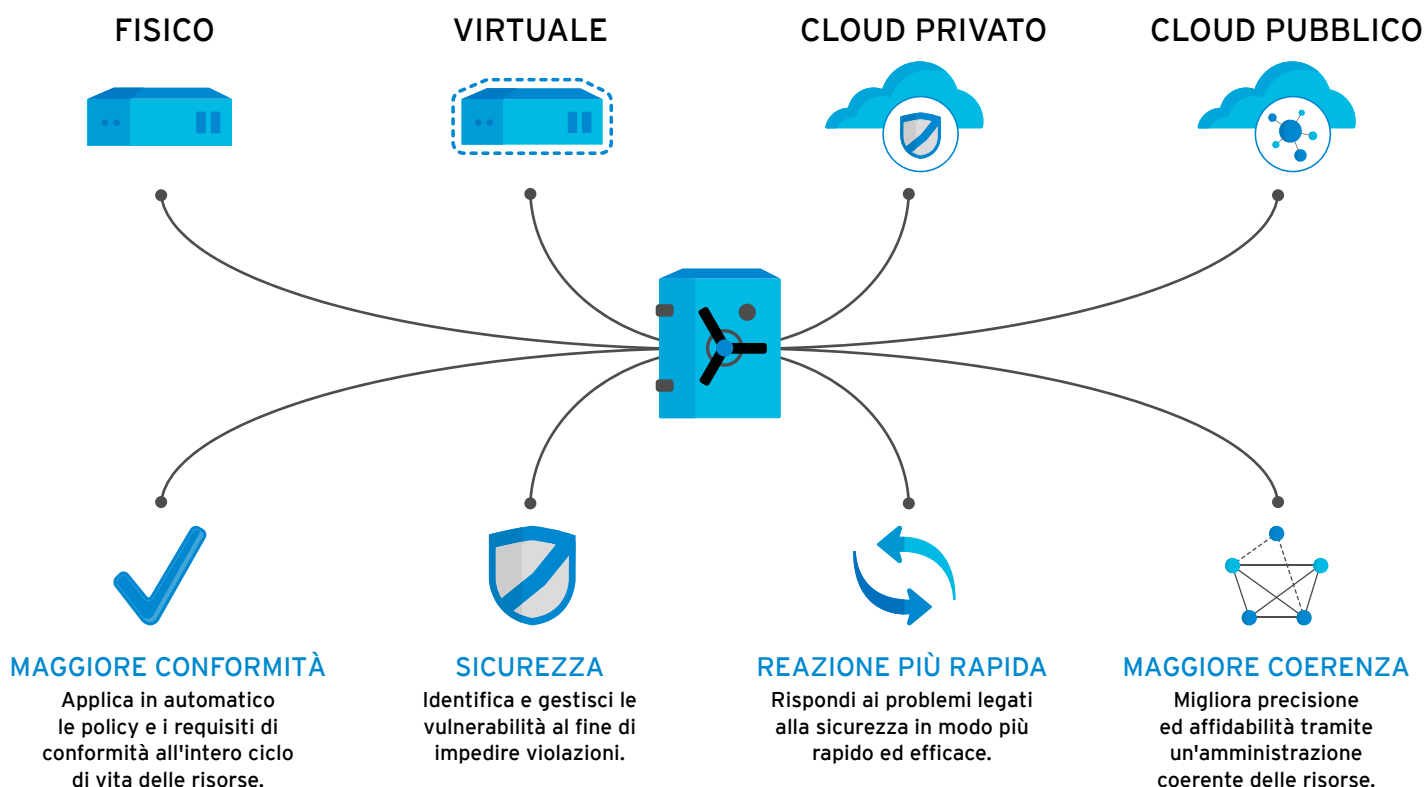 FISICO
VIRTUALE
CLOUD PRIVATO
CLOUD PUBBLICO
MAGGIORE CONFORMITÀ
Applica in automatico
le policy e i requisiti di
conformità all'intero ciclo
di vita delle risorse.
SICUREZZA
Identifica e gestisci le
vulnerabilità al fine di
impedire violazioni.
REAZIONE PIÙ RAPIDA
Rispondi ai problemi legati
alla sicurezza in modo più
rapido ed efficace.
MAGGIORE COERENZA
Migliora precisione
ed affidabilità tramite
un'amministrazione
coerente delle risorse.